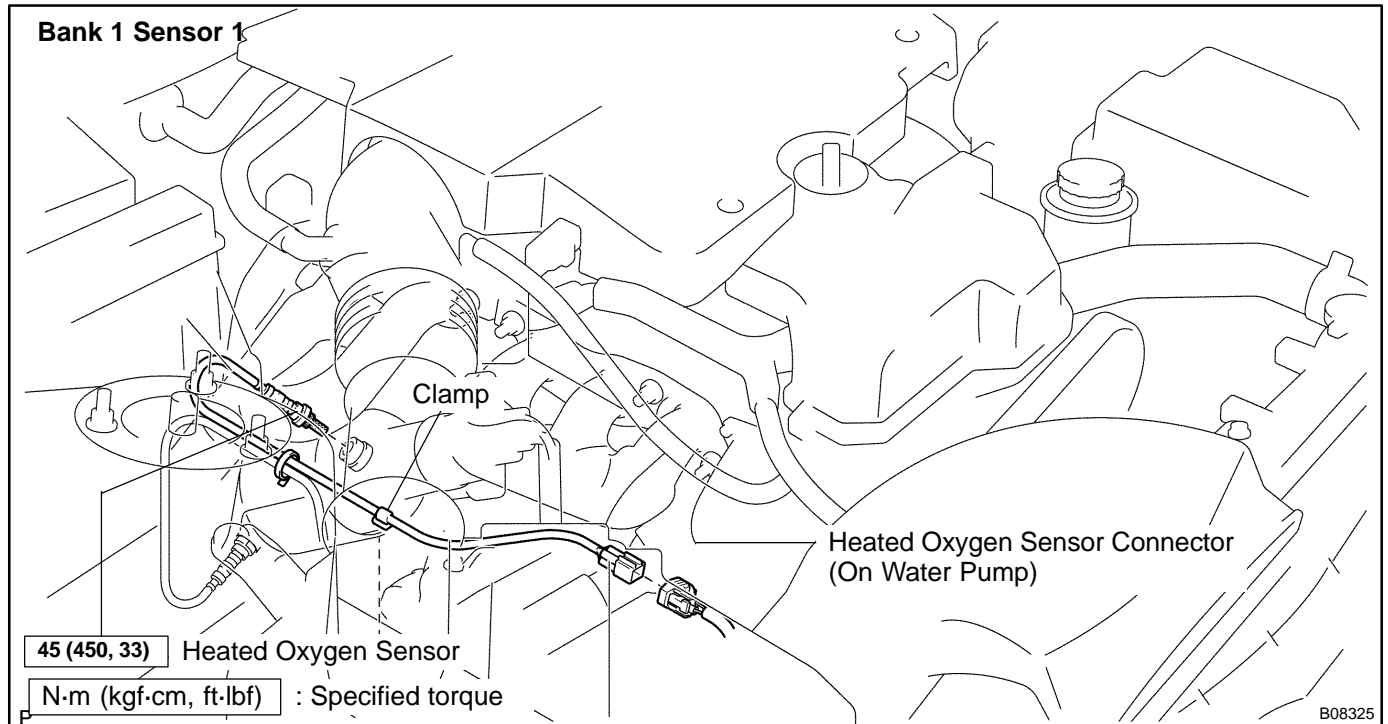 Bank 1 Sensor 1
Clamp
Heated Oxygen Sensor Connector
(On Water Pump)
45 (450, 33) Heated Oxygen Sensor
N·m (kgf·cm, ft·lbf) : Specified torque
P
B08325